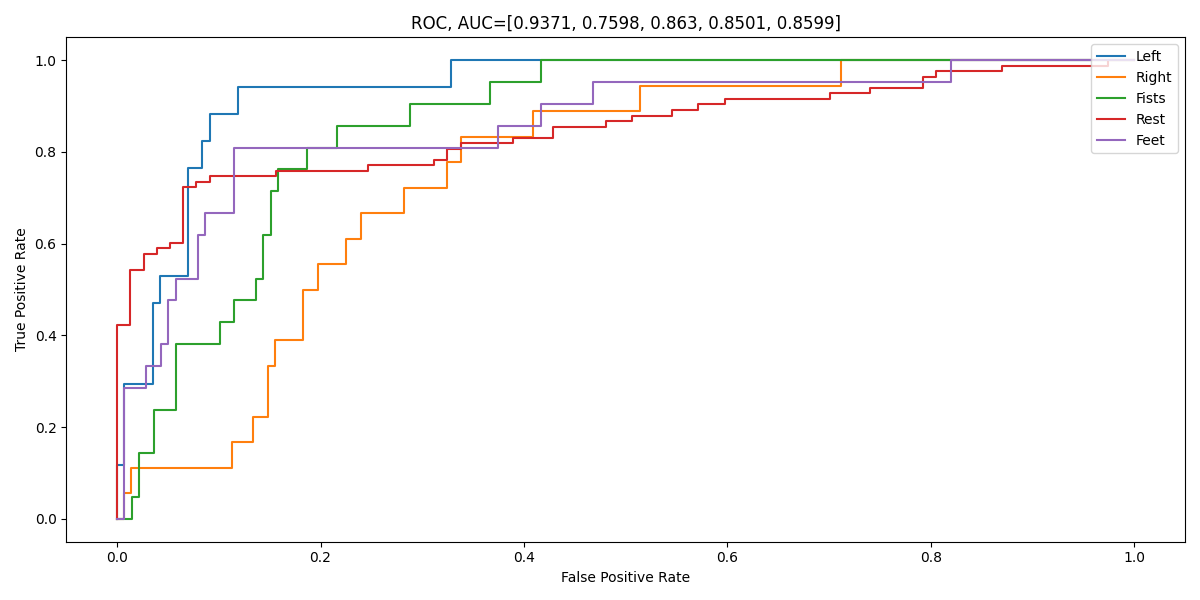 ROC, AUC=[0.9371, 0.7598, 0.863, 0.8501, 0.8599]
Left
Right
Fists
Rest
Feet
True Positive Rate
1.0
0.8
0.6
0.4
0.2
0.0
0.0 0.2 0.4 0.6 0.8 1.0
False Positive Rate